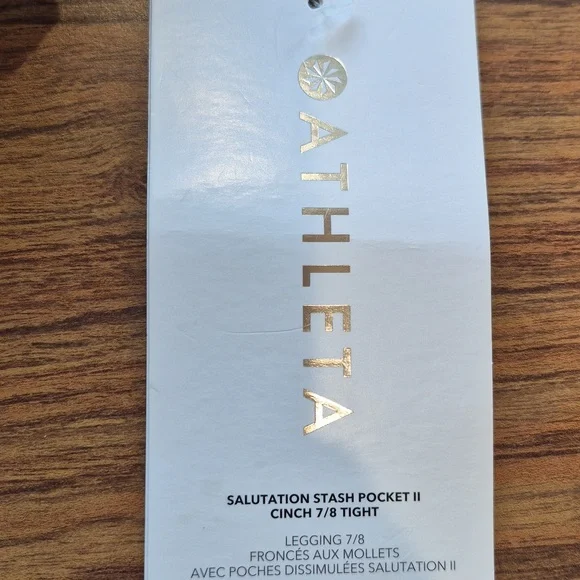 ATHLETA
SALUTATION STASH POCKET II
CINCH 7/8 TIGHT
LEGGING 7/8
FRONCÉS AUX MOLLETS
AVEC POCHES DISSIMULÉES SALUTATION II